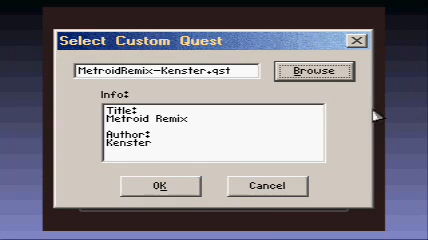 Select Custom Quest
MetroidRemix-Kenster.qst
Browse
Info:
Title:
Metroid Remix
Author:
Kenster
OK
Cancel